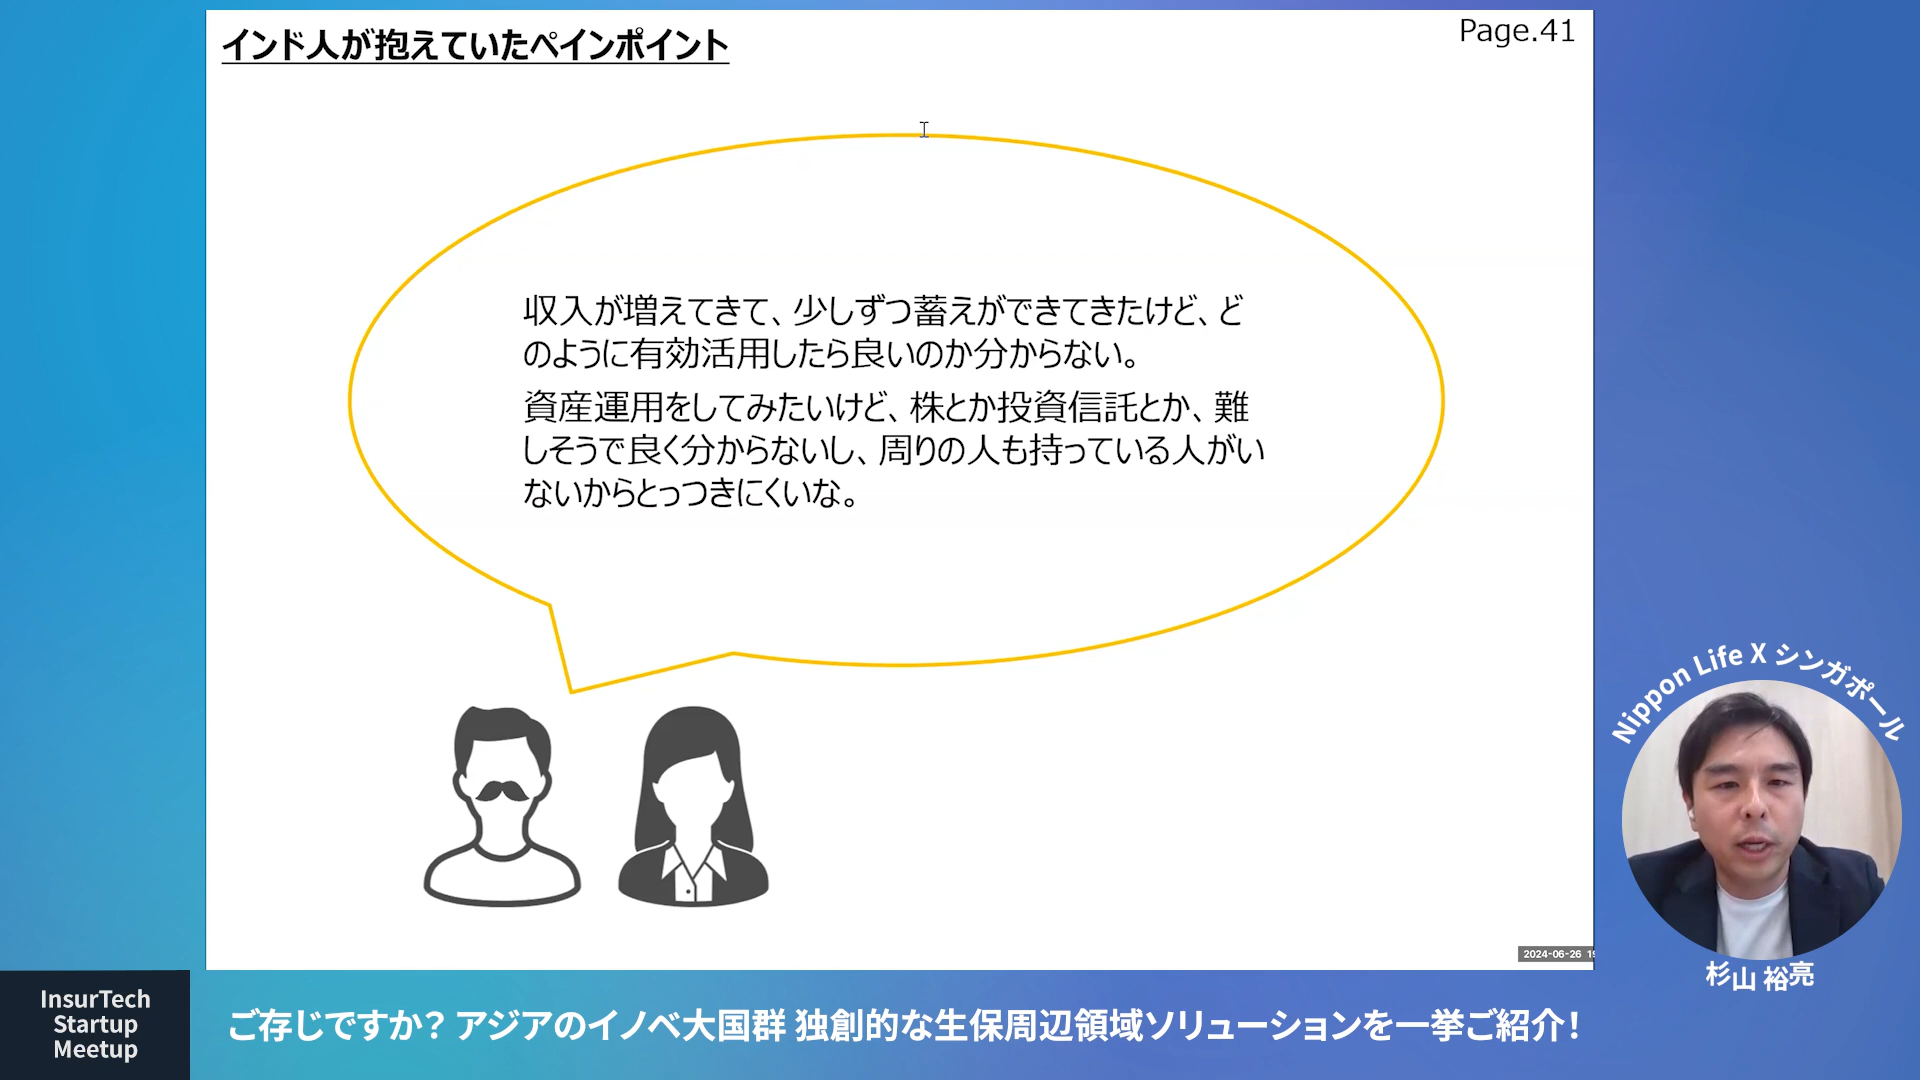 インド人が抱えていたペインポイント
Page.41
収入が増えてきて、少しずつ蓄えができてきたけど、ど
のように有効活用したら良いのか分からない。
資産運用をしてみたいけど、株とか投資信託とか、難
しそうで良く分からないし、周りの人も持っている人がい
ないからとっつきにくいな。
Nippon Life X シンガポール
2024-06-26
杉山 裕亮
InsurTech
Startup
Meetup
ご存じですか？ アジアのイノベ大国群 独創的な生保周辺領域ソリューションを一挙ご紹介！